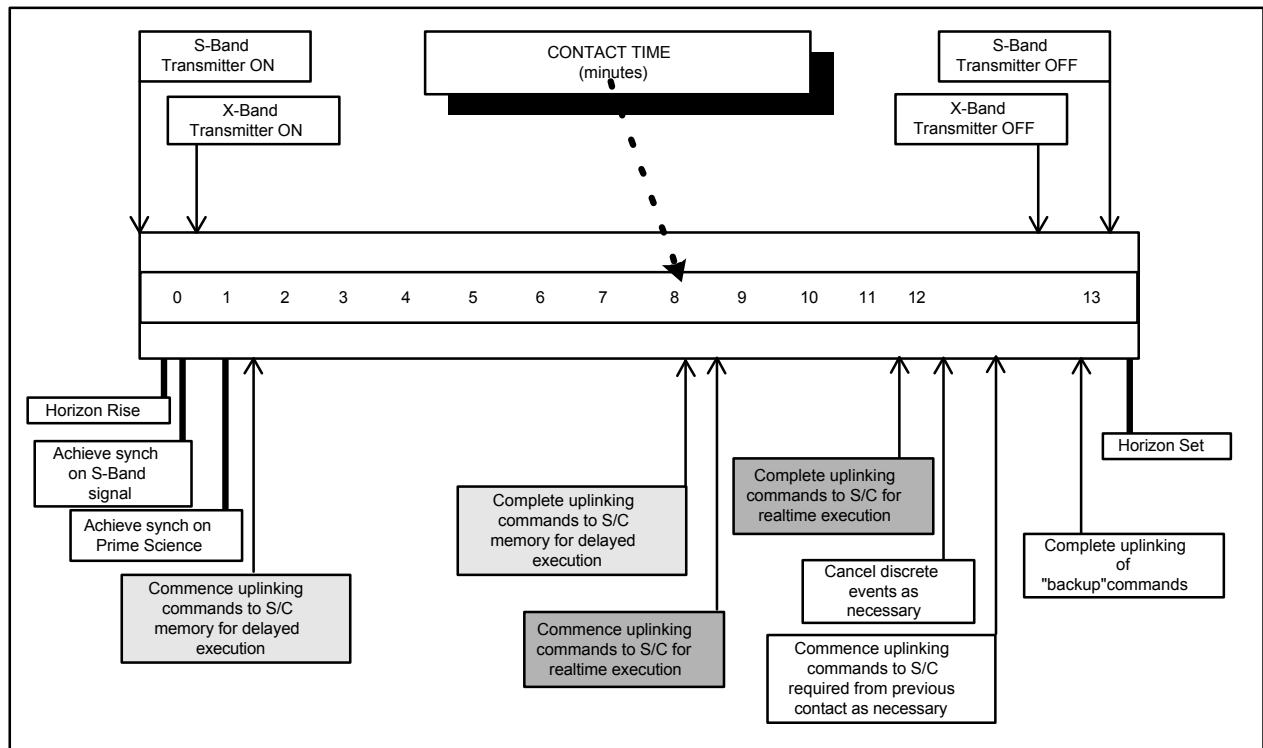 S-Band
Transmitter ON
CONTACT TIME
(minutes)
S-Band
Transmitter OFF
X-Band
Transmitter ON
X-Band
Transmitter OFF
0 1 2 3 4 5 6 7 8 9 10 11 12 13
Horizon Rise
Achieve synch
on S-Band
signal
Achieve synch on
Prime Science
Commence uplinking
commands to S/C
memory for delayed
execution
Complete uplinking
commands to S/C
memory for delayed
execution
Commence uplinking
commands to S/C for
realtime execution
Complete uplinking
commands to S/C for
realtime execution
Cancel discrete
events as
necessary
Commence uplinking
commands to S/C
required from previous
contact as necessary
Complete uplinking
of
"backup"commands
Horizon Set